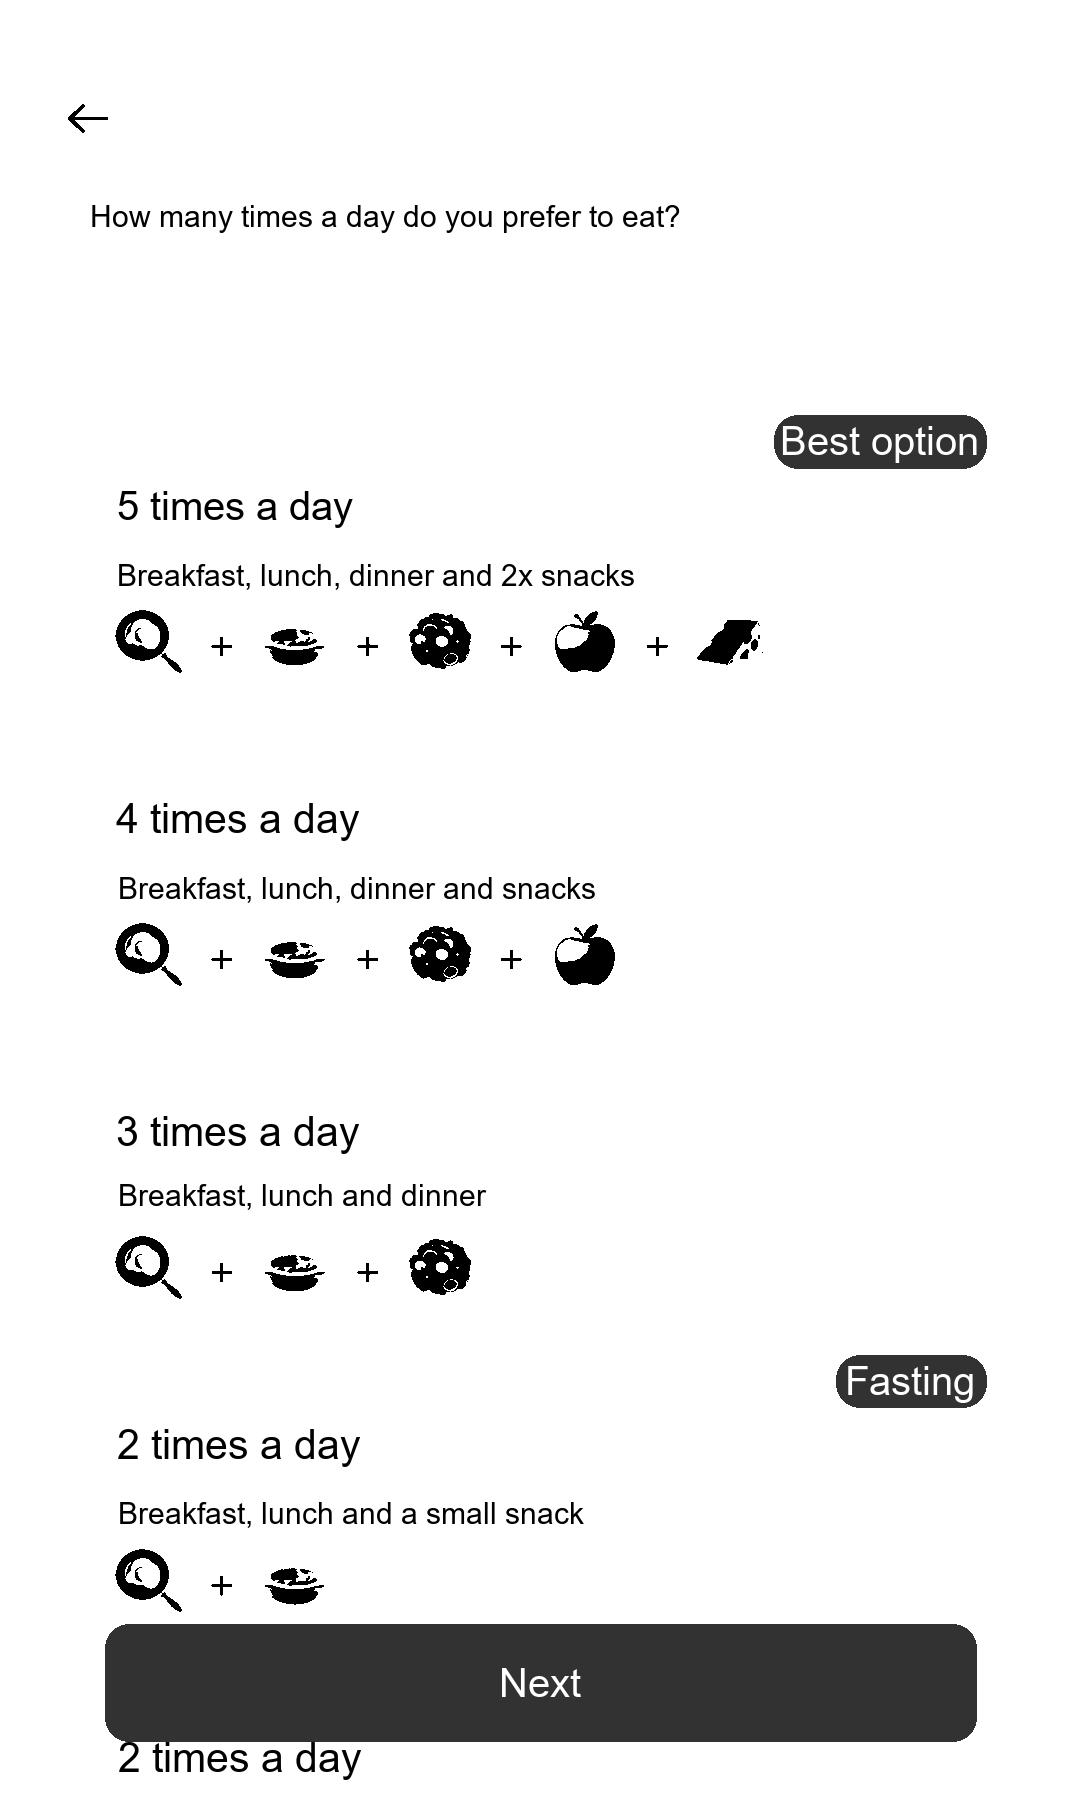 How many times a day do you prefer to eat?
Best option
5 times a day
Breakfast, lunch, dinner and 2x snacks
+ + + +
4 times a day
Breakfast, lunch, dinner and snacks
+ + +
3 times a day
Breakfast, lunch and dinner
+ +
Fasting
2 times a day
Breakfast, lunch and a small snack
+
Next
2 times a day